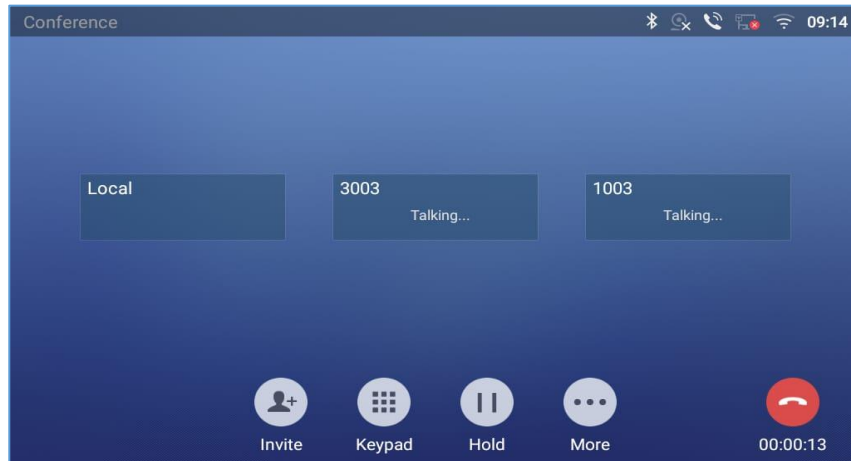 Conference 09:14
Local 3003 1003
Talking... Talking...
Invite Keypad Hold More 00:00:13